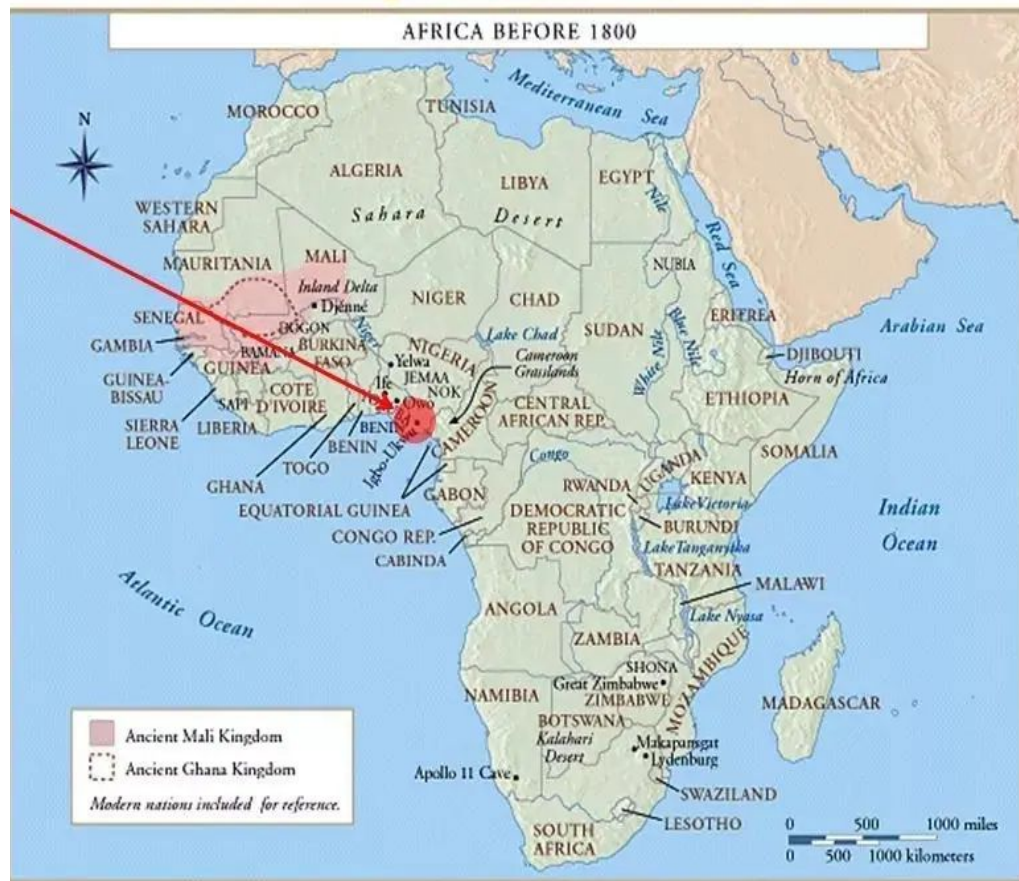 AFRICA BEFORE 1800
Mediterranean Sea
N
MOROCCO
TUNISIA
ALGERIA
LIBYA
EGYPT
Nile
Sahara
Desert
WESTERN
SAHARA
Red Sea
MAURITANIA
MALI
NUBIA
Inland Delta
Djénné
NIGER
CHAD
SENEGAL
ERITREA
Arabian Sea
DOGON
Niger
SUDAN
Blue Nile
White Nile
GAMBIA
BAMANA
BURKINA
FASO
Lake Chad
NIGERIA
Cameroon
Grasslands
DJIBOUTI
Horn of Africa
GUINEA
Yelwa
JEMAA
NOK
GUINEA-
BISSAU
Ife
Owo
COTE
D'IVOIRE
SAPI
ETHIOPIA
CENTRAL
AFRICAN REP.
SIERRA
LEONE
LIBERIA
BENIN
CAMEROON
BENIN
Igbo-Ukwu
TOGO
GHANA
SOMALIA
Congo
UGANDA
KENYA
RWANDA
Lake Victoria
EQUATORIAL GUINEA
GABON
DEMOCRATIC
REPUBLIC
OF CONGO
BURUNDI
Indian
Ocean
CONGO REP.
CABINDA
Lake Tanganyika
TANZANIA
Atlantic Ocean
MALAWI
ANGOLA
Lake Nyasa
ZAMBIA
MOZAMBIQUE
SHONA
Great Zimbabwe
ZIMBABWE
NAMIBIA
MADAGASCAR
BOTSWANA
Kalahari
Desert
Makapansgat
Lydenburg
Apollo 11 Cave
SWAZILAND
LESOTHO
SOUTH
AFRICA
Ancient Mali Kingdom
Ancient Ghana Kingdom
Modern nations included for reference.
0 500 1000 miles
0 500 1000 kilometers